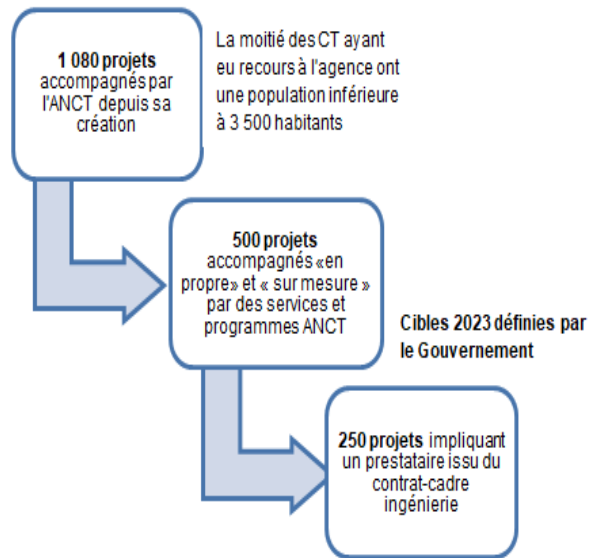 1 080 projets
accompagnés par
l'ANCT depuis sa
création
La moitié des CT ayant
eu recours à l'agence ont
une population inférieure
à 3 500 habitants
500 projets
accompagnés «en
propre» et « sur mesure »
par des services et
programmes ANCT
Cibles 2023 définies par
le Gouvernement
250 projets impliquant
un prestataire issu du
contrat-cadre
ingénierie